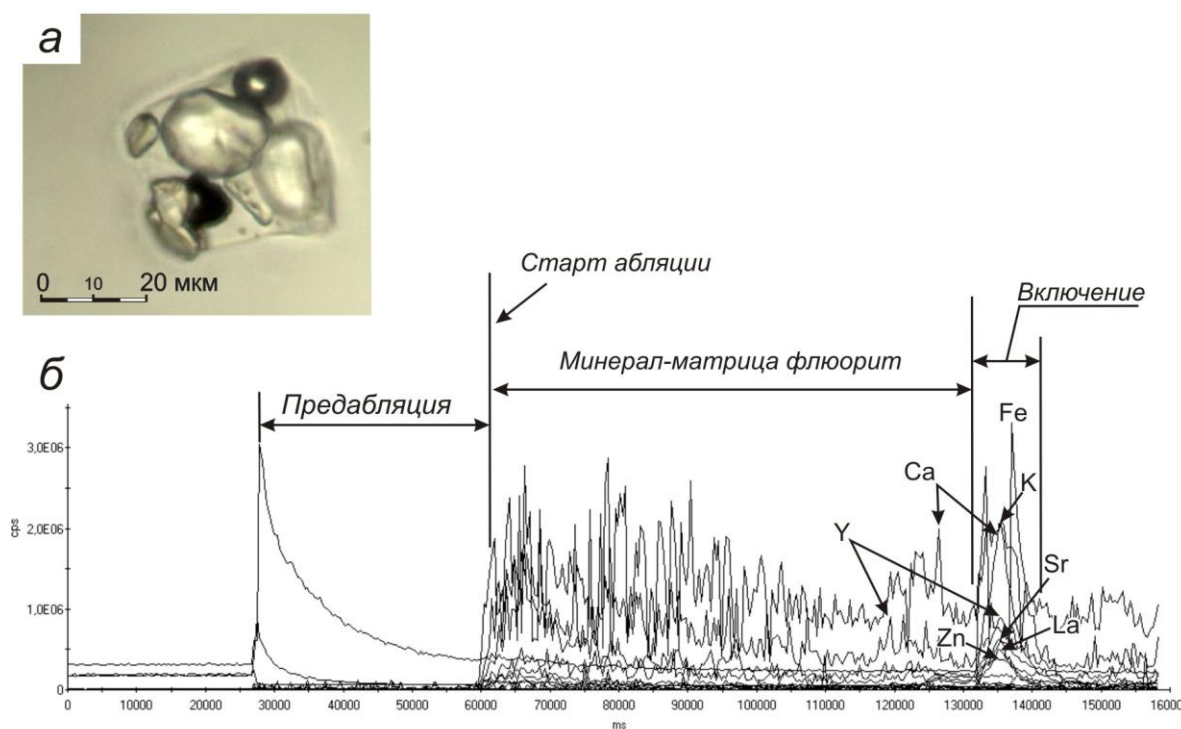 а
0 10 20 мкм
Старт абляции
Включение
Минерал-матрица флюорит
б
Предабляция
Fe
3,0E06
Ca
K
cps
2,0E06
Y
Sr
1,0E06
La
Zn
0
0 10000 20000 30000 40000 50000 60000 70000 80000 90000 100000 110000 120000 130000 140000 150000 16000
ms